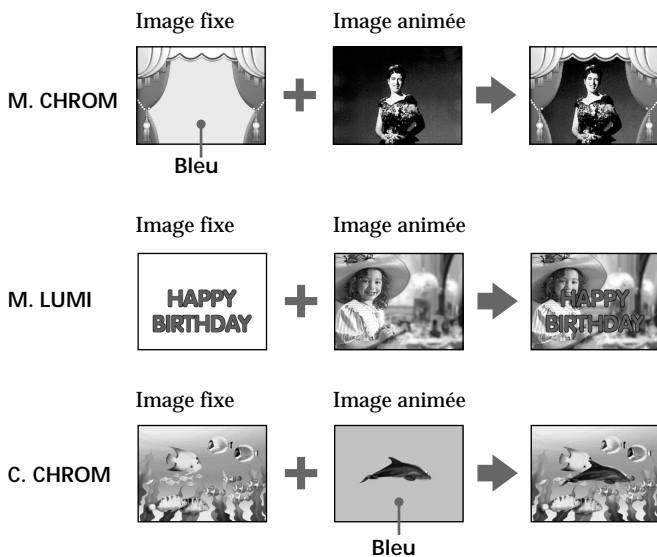 Image fixe
Image animée
M. CHROM
Bleu
Image fixe
Image animée
M. LUMI
HAPPY
BIRTHDAY
HAPPY
BIRTHDAY
Image fixe
Image animée
C. CHROM
Bleu